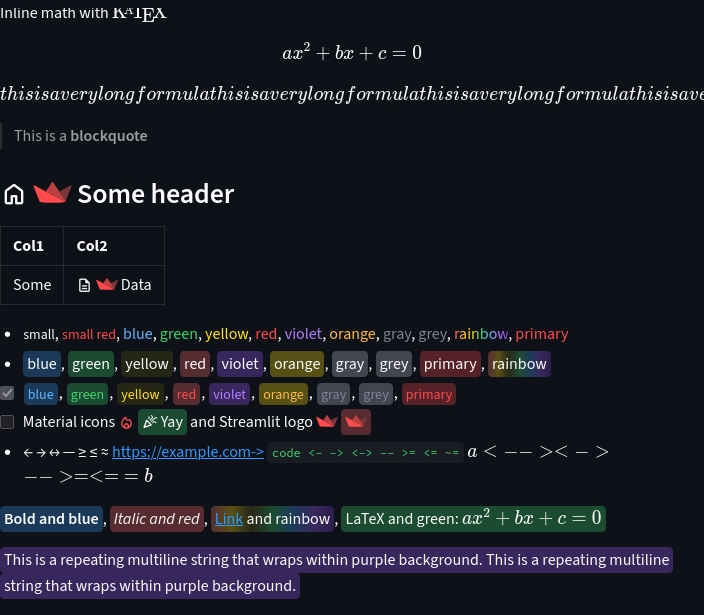 Inline math with KATEX
ax² + bx + c = 0
thisisaverylongformulathisisaverylongformulathisisaverylongformulathisisave
This is a blockquote
Some header
Col1 Col2
Some Data
small, small red, blue, green, yellow, red, violet, orange, gray, grey, rainbow, primary
blue, green, yellow, red, violet, orange, gray, grey, primary, rainbow
blue, green, yellow, red, violet, orange, gray, grey, primary
Material icons Yay and Streamlit logo
← → ↔ — ≥ ≤ ≈ https://example.com-> code <- -> <-> -- >= <= ~= a < −− >< − >
−− >=<= = b
Bold and blue, Italic and red, Link and rainbow, LaTeX and green: ax² + bx + c = 0
This is a repeating multiline string that wraps within purple background. This is a repeating multiline
string that wraps within purple background.